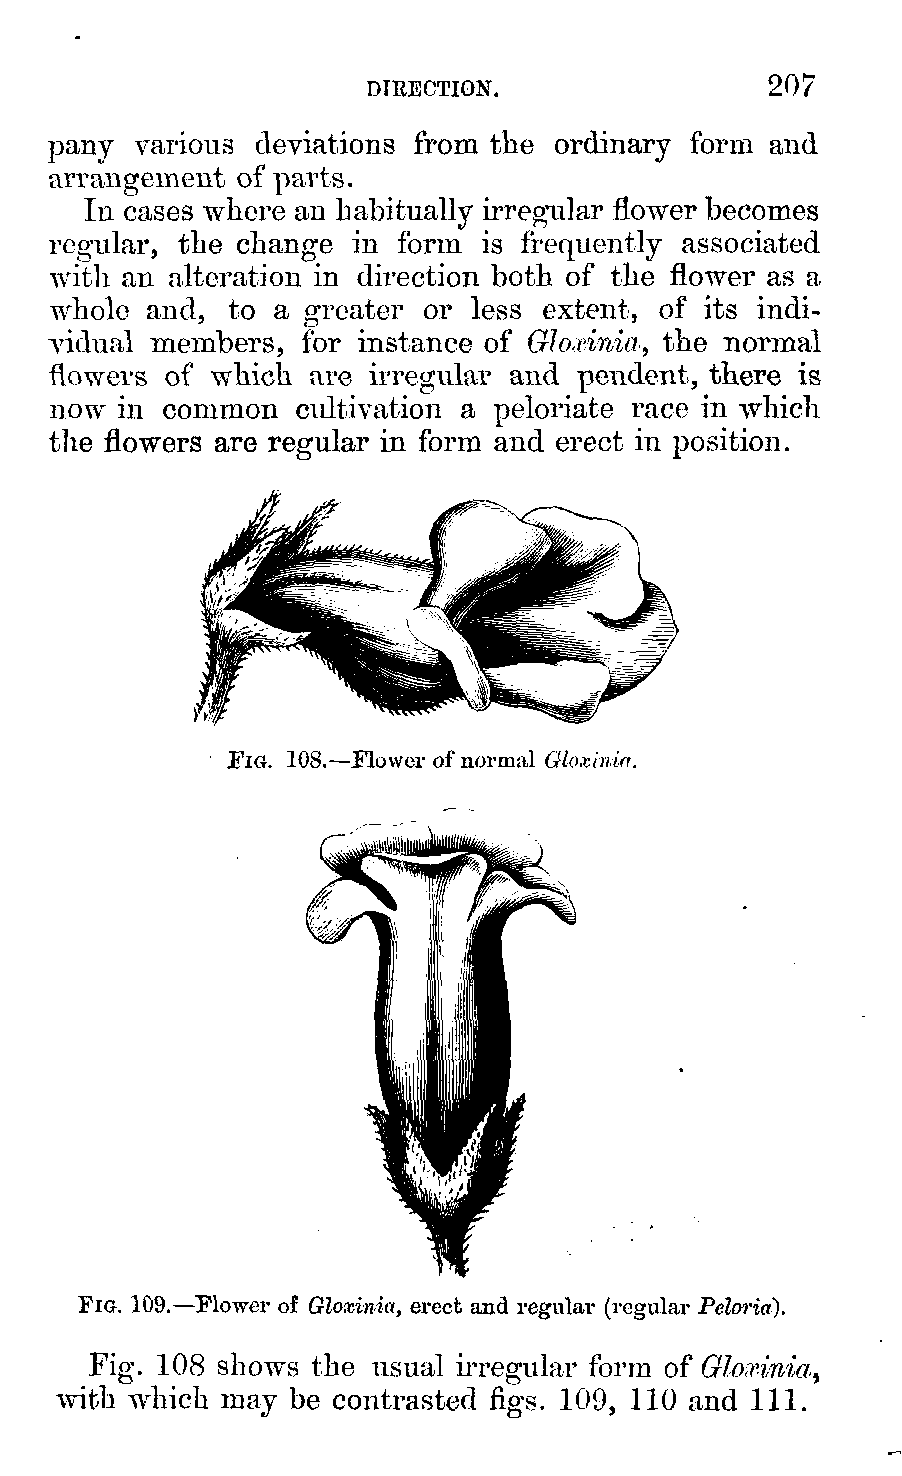 DIRECTION. 207
pany various deviations from the ordinary form and
arrangement of parts.
In cases where an habitually irregular flower becomes
regular, the change in form is frequently associated
with an alteration in direction both of the flower as a
whole and, to a greater or less extent, of its indi-
vidual members, for instance of Gloxinia, the normal
flowers of which are irregular and pendent, there is
now in common cultivation a peloriate race in which
the flowers are regular in form and erect in position.
FIG. 108.—Flower of normal Gloxinia.
FIG. 109.—Flower of Gloxinia, erect and regular (regular Peloria).
Fig. 108 shows the usual irregular form of Gloxinia,
with which may be contrasted figs. 109, 110 and 111.